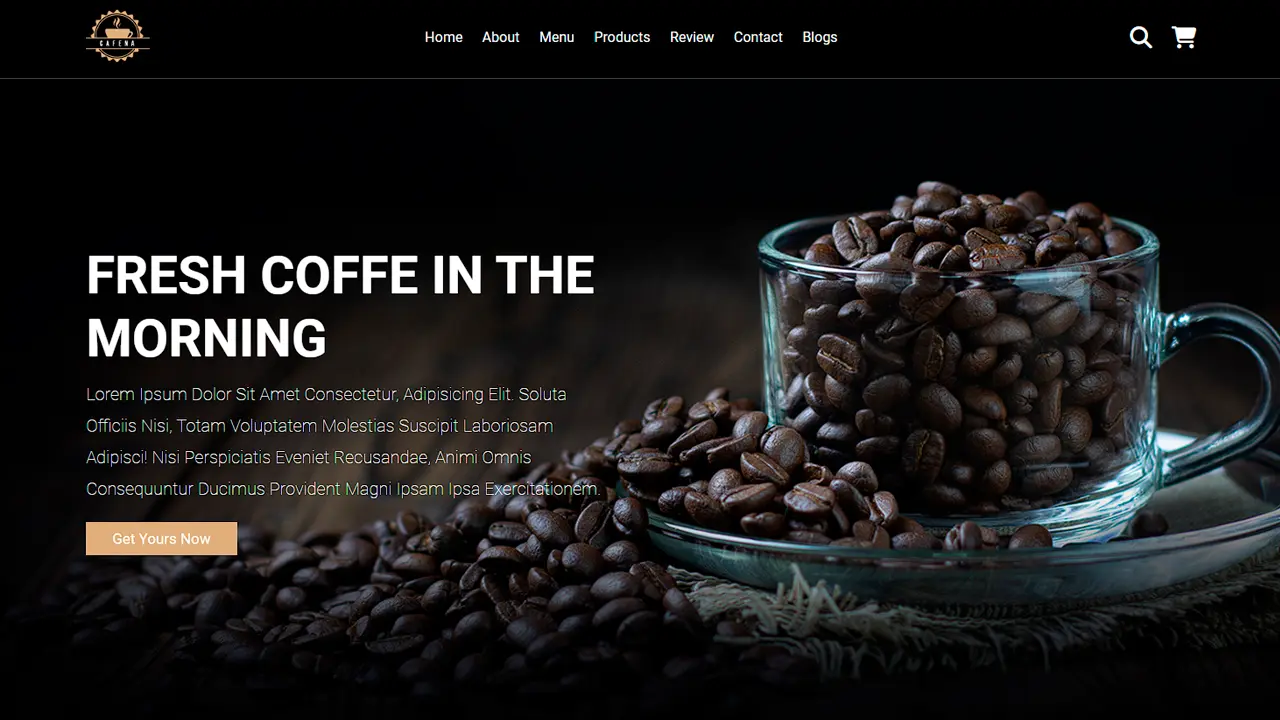 CAFENA
Home About Menu Products Review Contact Blogs
FRESH COFFE IN THE
MORNING
Lorem Ipsum Dolor Sit Amet Consectetur, Adipisicing Elit. Soluta
Officiis Nisi, Totam Voluptatem Molestias Suscipit Laboriosam
Adipisci! Nisi Perspiciatis Eveniet Recusandae, Animi Omnis
Consequuntur Ducimus Provident Magni Ipsam Ipsa Exercitationem.
Get Yours Now